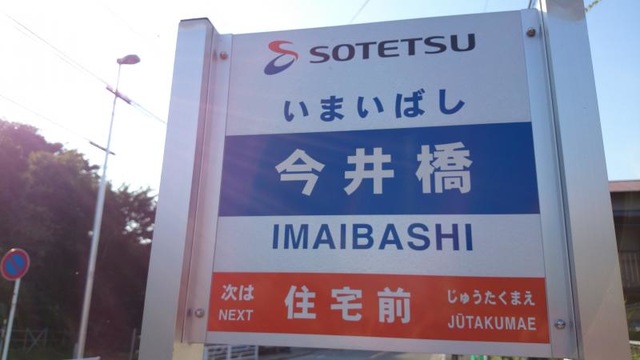 SOTETSU
いまいばし
今井橋
IMAIBASHI
次は 住宅前 じゅうたくまえ
NEXT JŪTAKUMAE